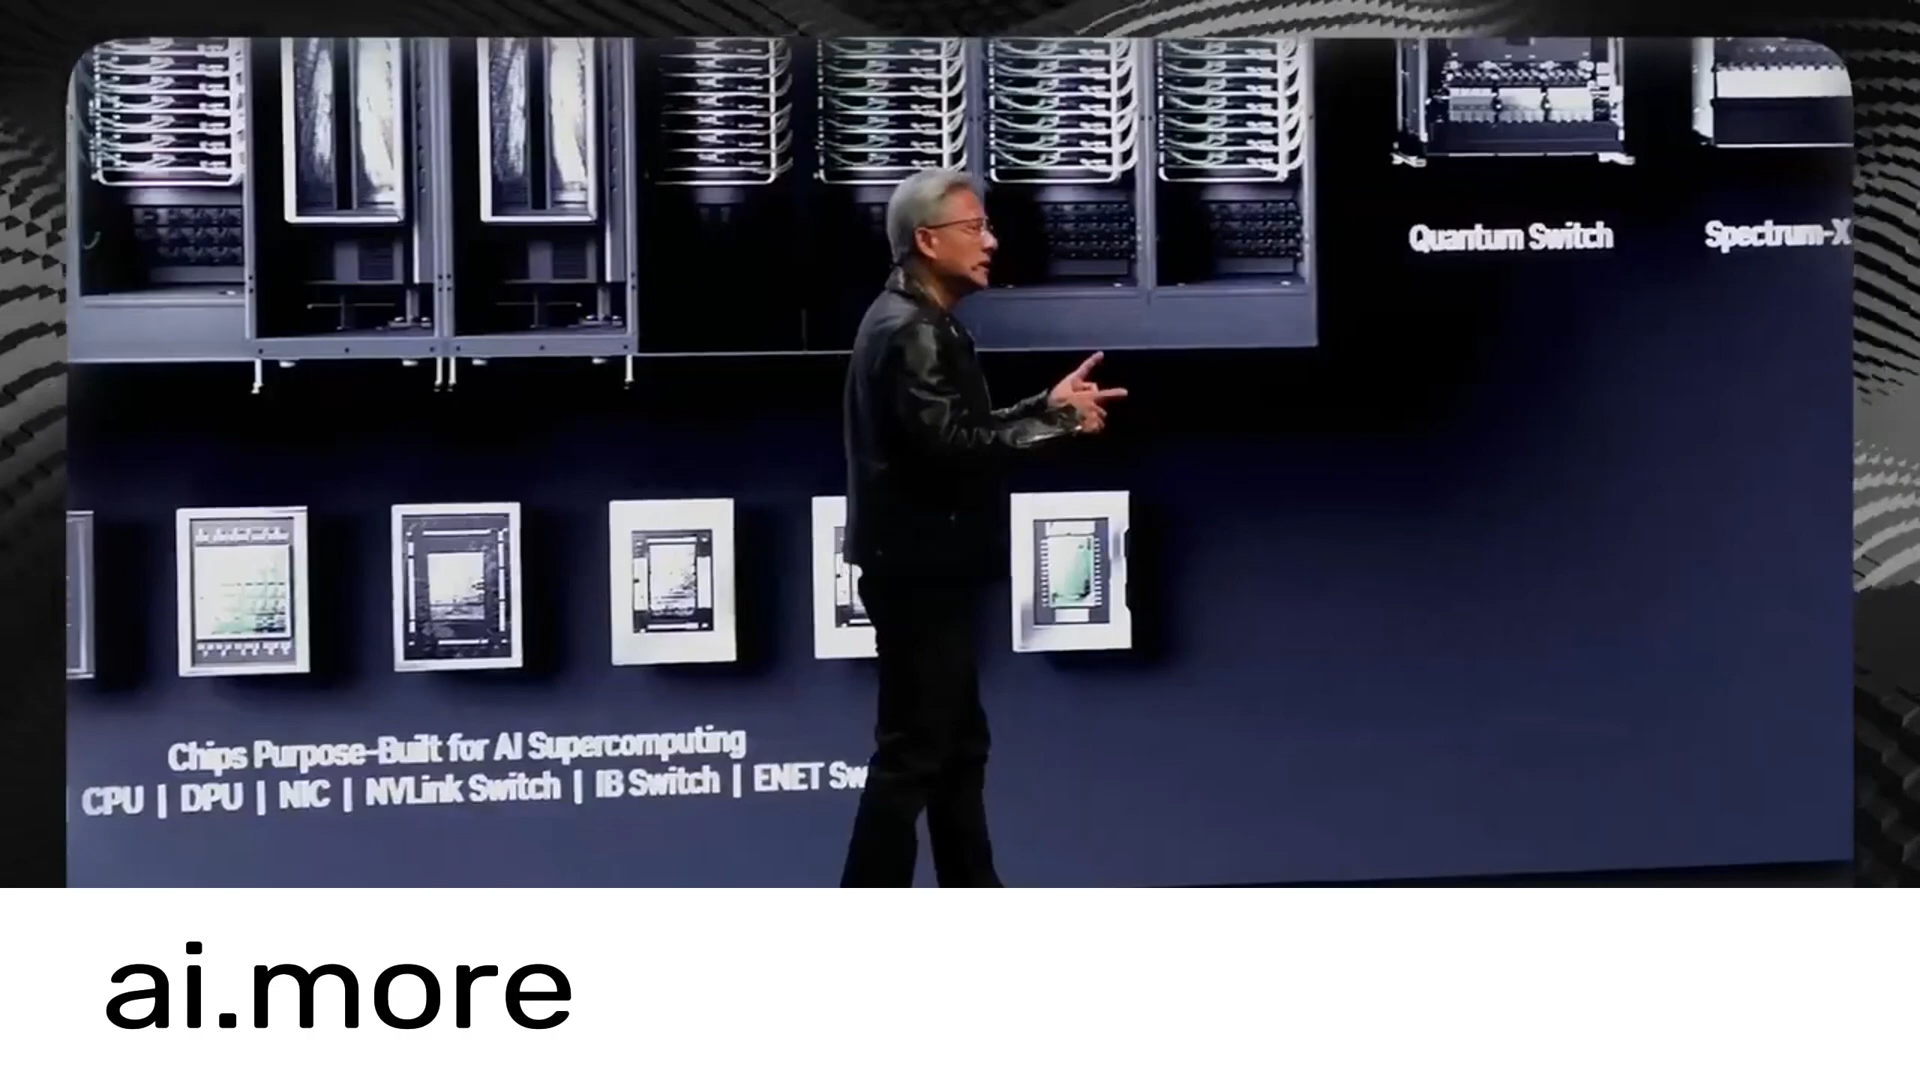 Quantum Switch
Spectrum-X
Chips Purpose-Built for AI Supercomputing
CPU | DPU | NIC | NVLink Switch | IB Switch | ENET Sw
ai.more